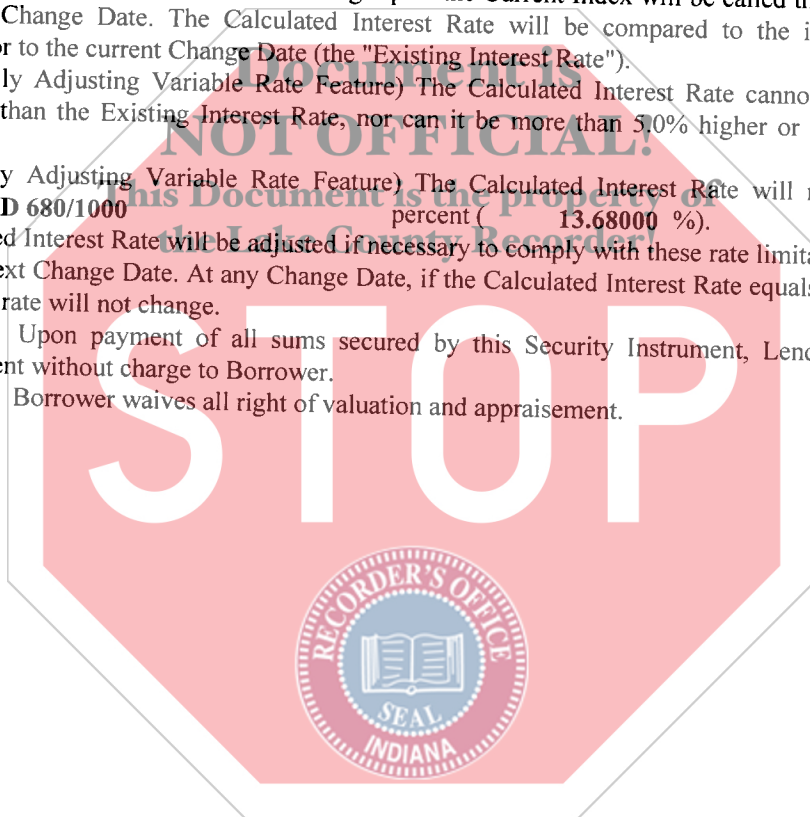 Change Date. The Calculated Interest Rate will be compared to the i
or to the current Change Date (the "Existing Interest Rate").
ly Adjusting Variable Rate Feature) The Calculated Interest Rate canno
than the Existing Interest Rate, nor can it be more than 5.0% higher or
y Adjusting Variable Rate Feature) The Calculated Interest Rate will
D 680/1000 percent ( 13.68000 %).
ed Interest Rate will be adjusted if necessary to comply with these rate limita
ext Change Date. At any Change Date, if the Calculated Interest Rate equals
rate will not change.
Upon payment of all sums secured by this Security Instrument, Lend
ent without charge to Borrower.
Borrower waives all right of valuation and appraisement.
Document is
NOT OFFICIAL!
This Document is the property of
the Lake County Recorder!
STOP
RECORDER'S OFFICE
SEAL
INDIANA